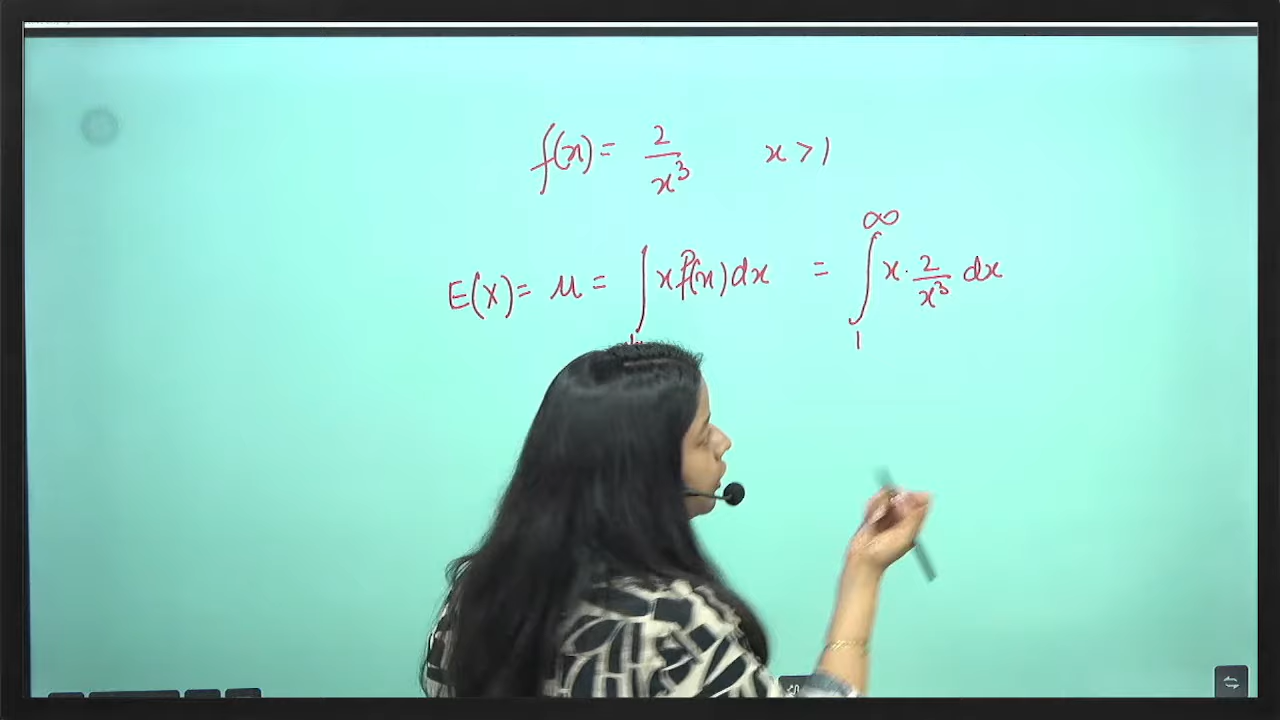 f(x) = 2/x³ x > 1
E(X) = μ = ∫ x f(x) dx = ∫₁^∞ x · 2/x³ dx